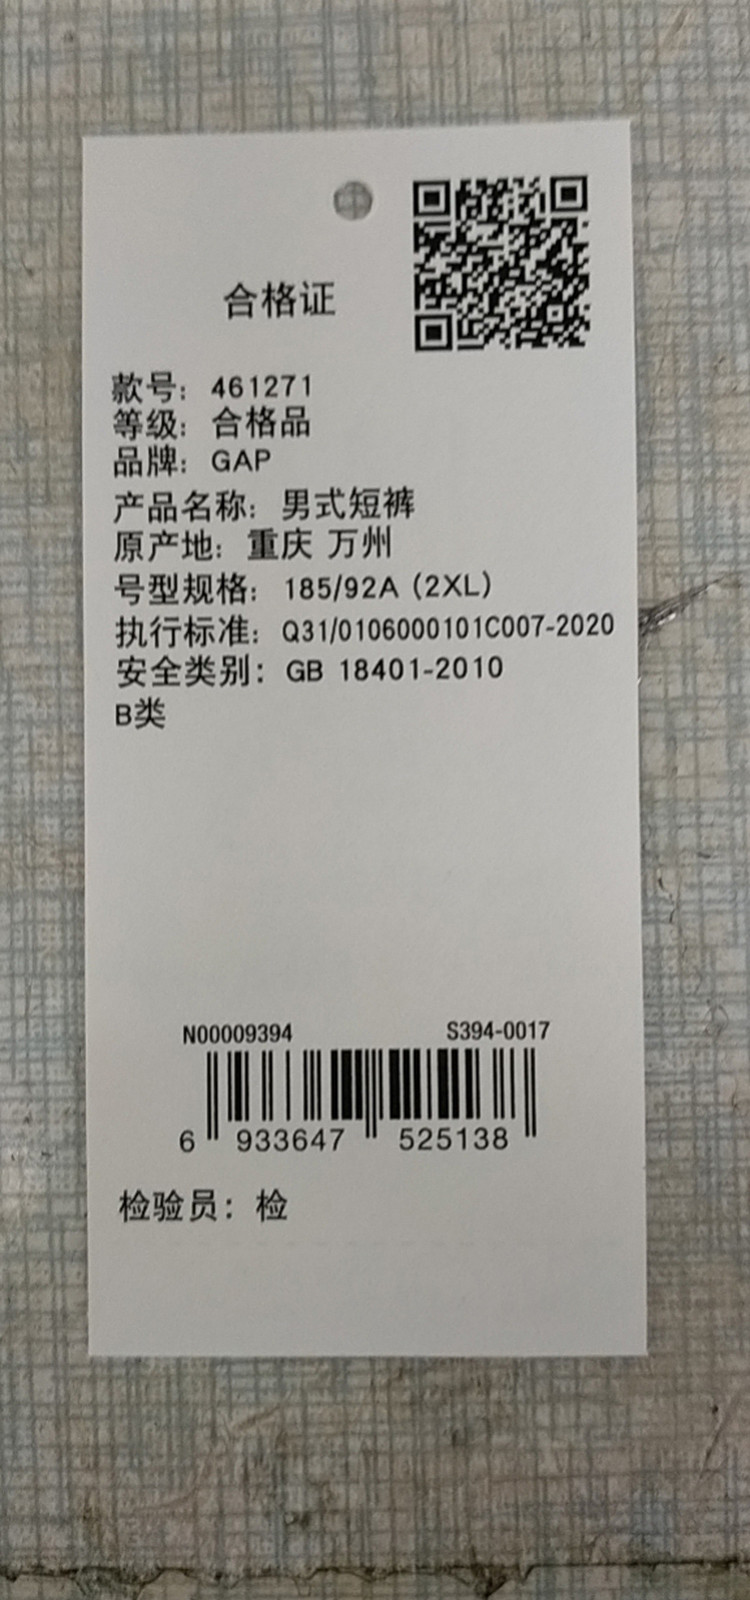 合格证
款号：461271
等级：合格品
品牌：GAP
产品名称：男式短裤
原产地：重庆 万州
号型规格：185/92A (2XL)
执行标准：Q31/0106000101C007-2020
安全类别：GB 18401-2010
B类
N00009394 S394-0017
6 933647 525138
检验员：检